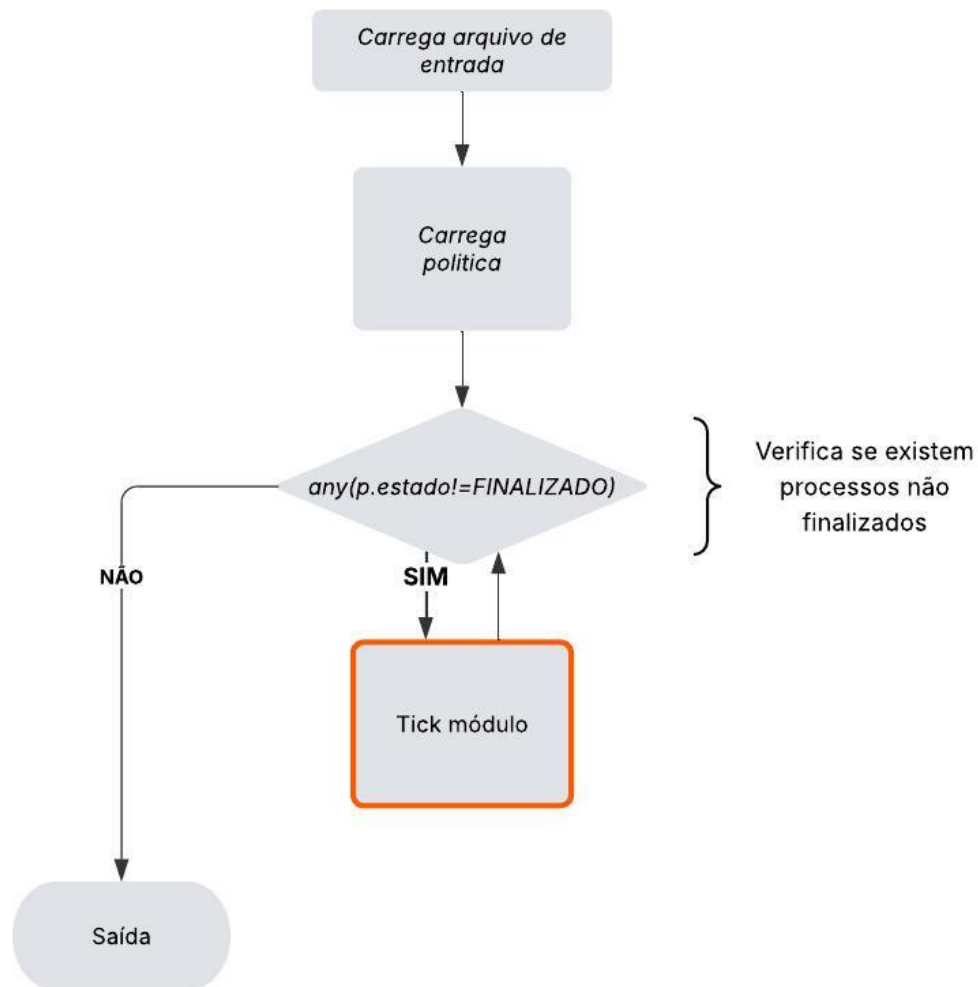 Carrega arquivo de
entrada
Carrega
politica
any(p.estado!=FINALIZADO)
Verifica se existem
processos não
finalizados
NÃO
SIM
Tick módulo
Saída